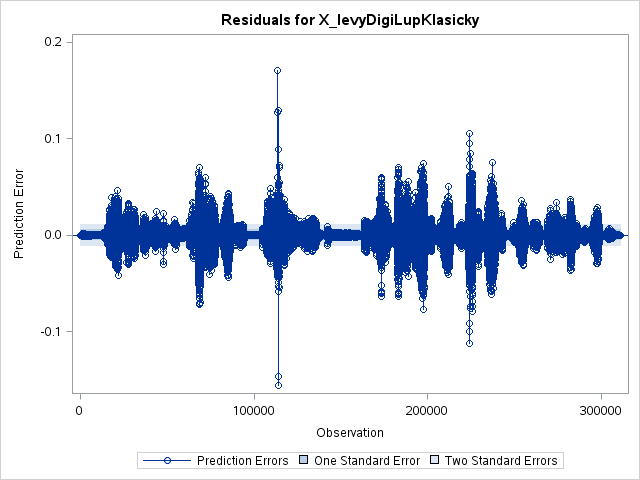 Residuals for X_levyDigiLupKlasicky
0.2
0.1
0.0
-0.1
Prediction Error
0
100000
200000
300000
Observation
Prediction Errors
One Standard Error
Two Standard Errors